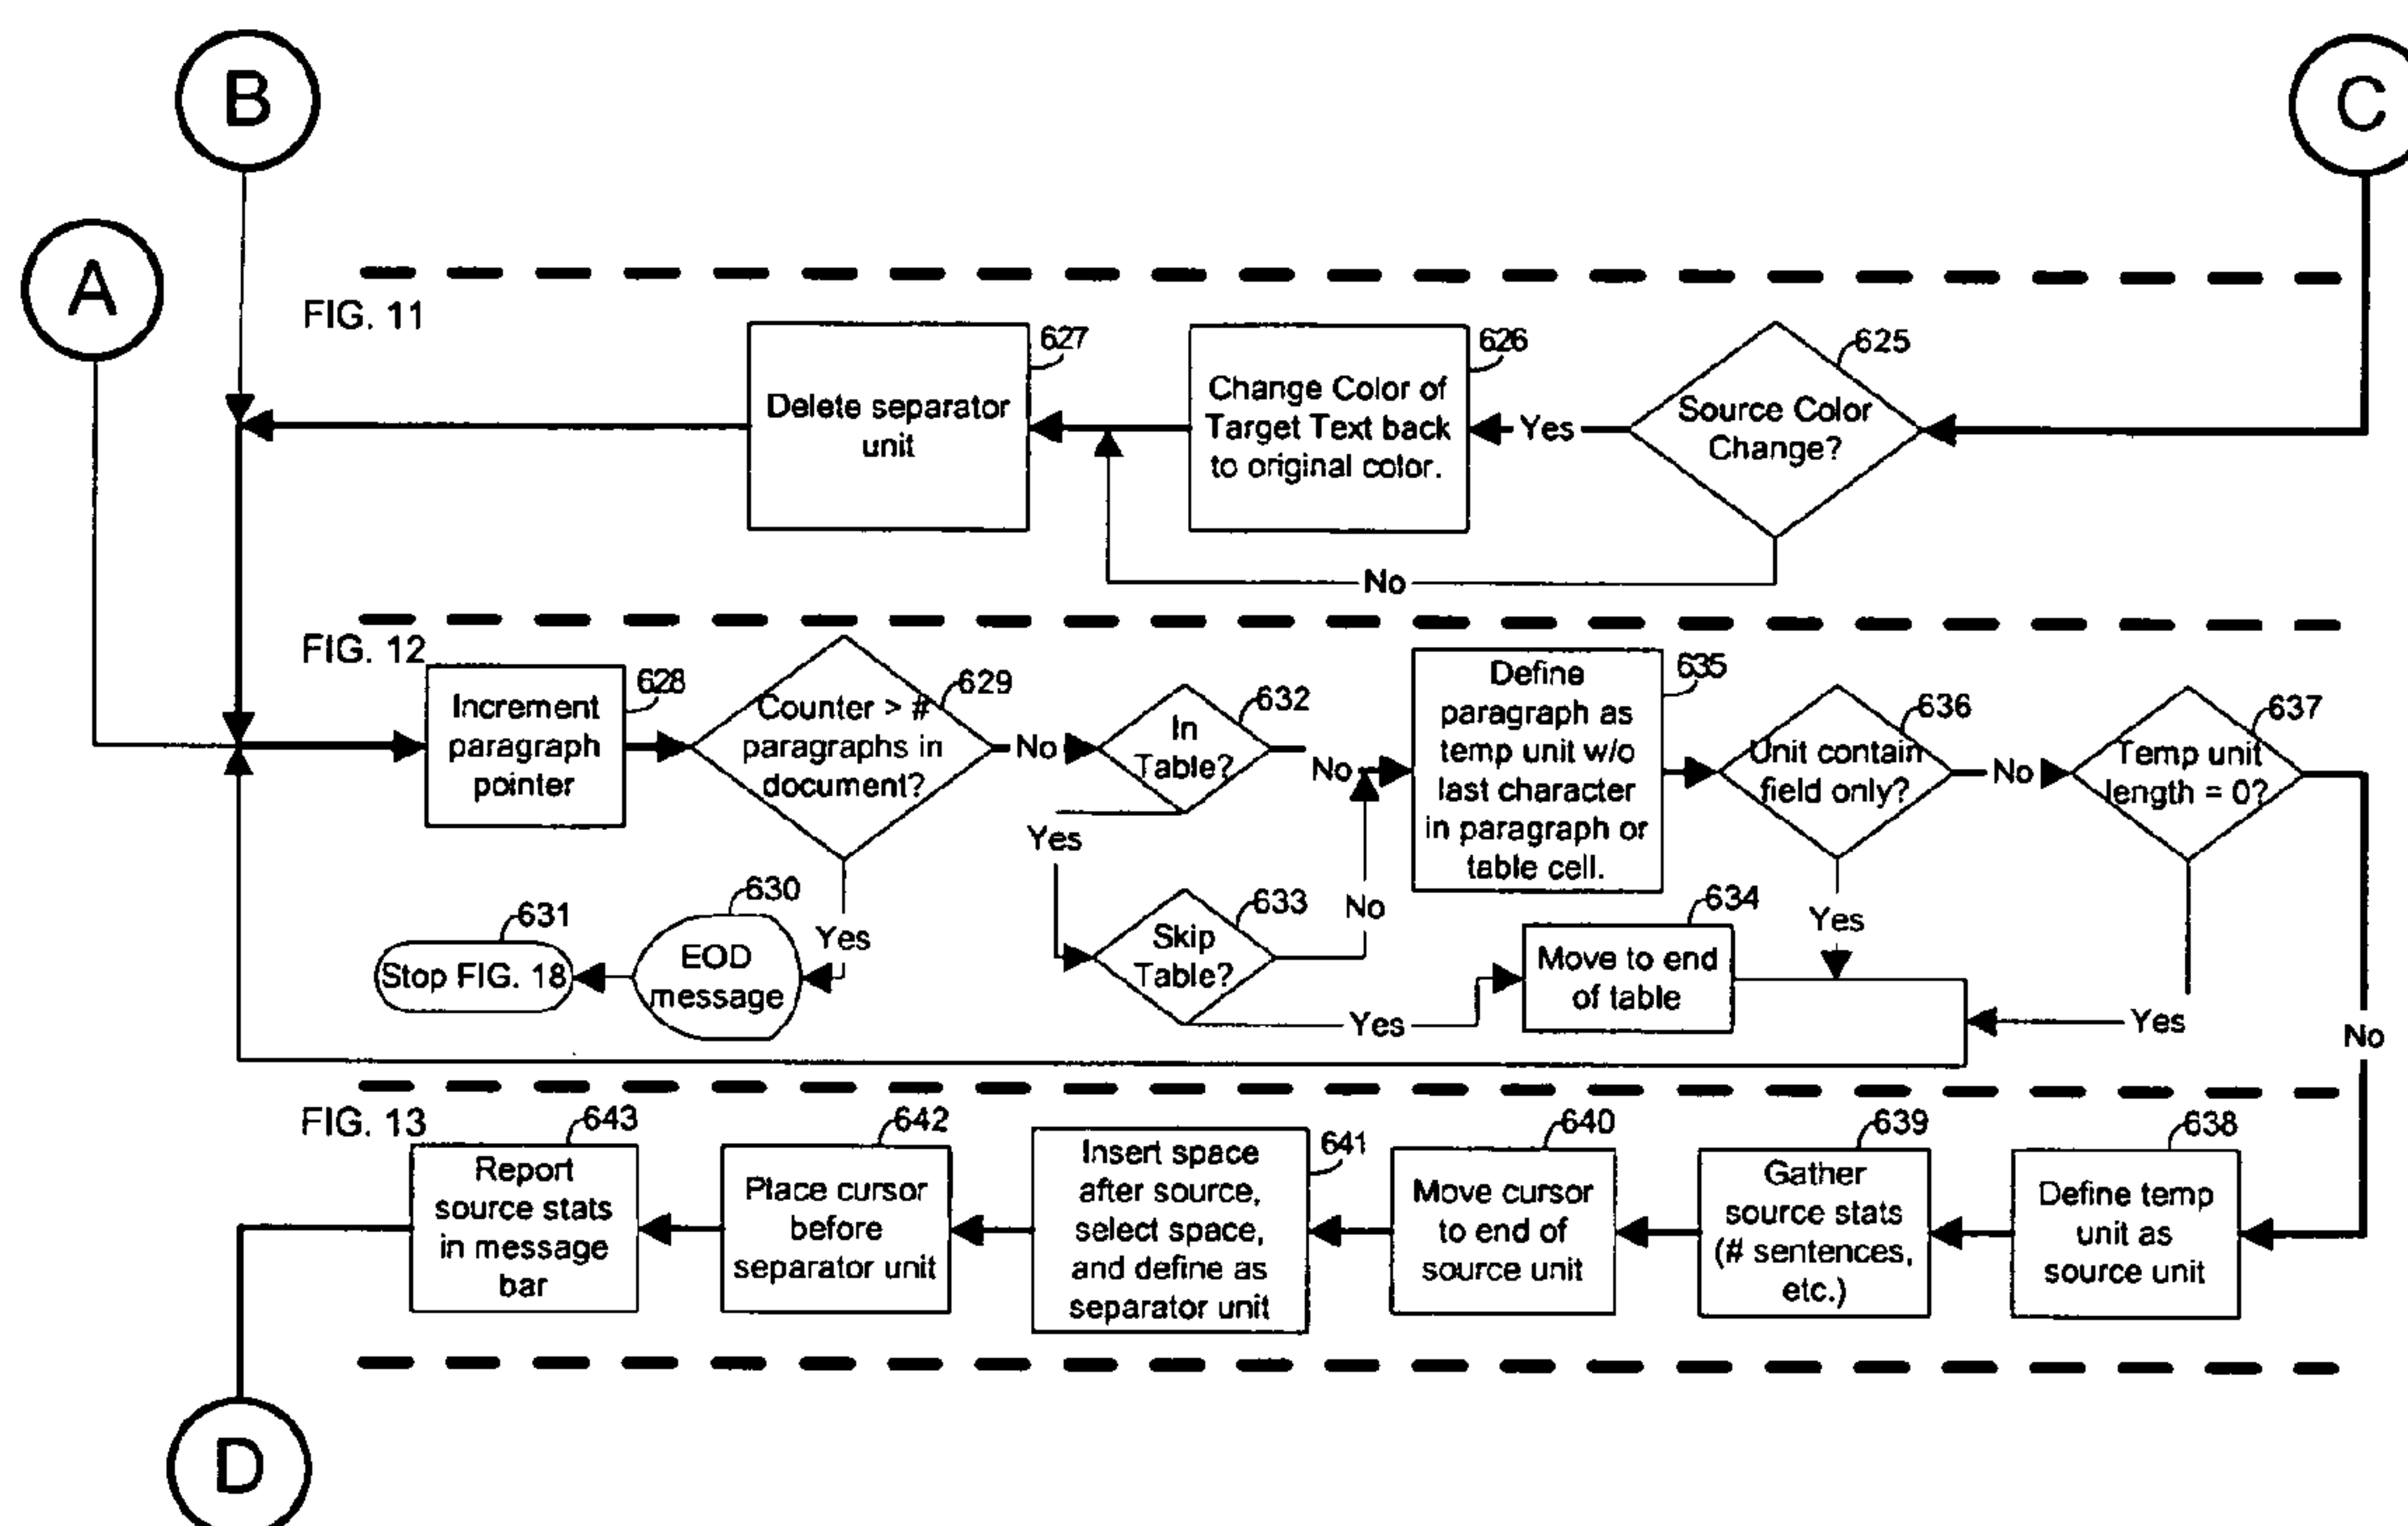 B
C
A
FIG. 11
627
Delete separator
unit
626
Change Color of
Target Text back
to original color.
Yes
625
Source Color
Change?
No
FIG. 12
628
Increment
paragraph
pointer
629
Counter > #
paragraphs in
document?
No
632
In
Table?
No
635
Define
paragraph as
temp unit w/o
last character
in paragraph or
table cell.
636
Unit contain
field only?
No
637
Temp unit
length = 0?
Yes
631
Stop FIG. 18
630
EOD
message
Yes
633
Skip
Table?
No
634
Move to end
of table
Yes
Yes
Yes
No
FIG. 13
643
Report
source stats
in message
bar
642
Place cursor
before
separator unit
641
Insert space
after source,
select space,
and define as
separator unit
640
Move cursor
to end of
source unit
639
Gather
source stats
(# sentences,
etc.)
638
Define temp
unit as
source unit
D